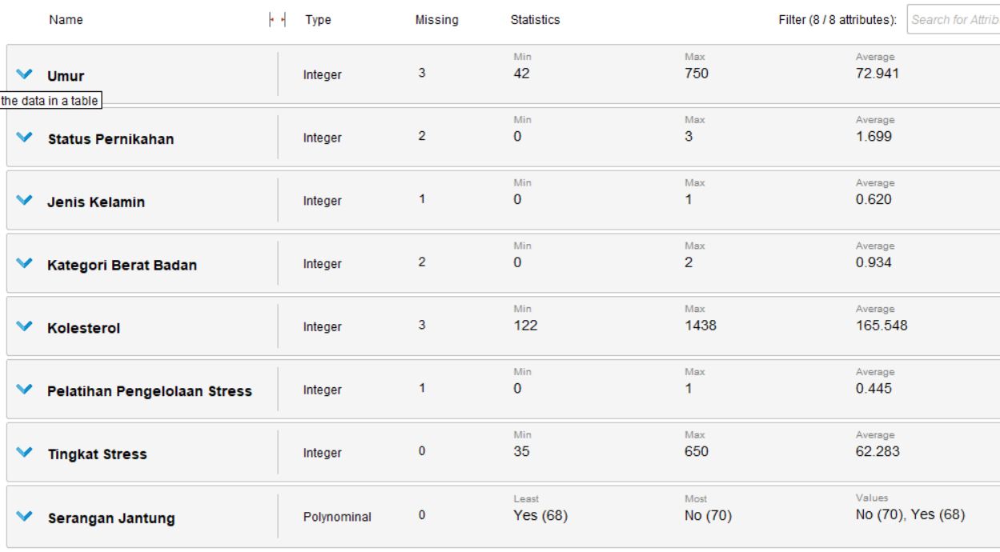 Name Type Missing Statistics Filter (8 / 8 attributes): Search for Attrib
Min Max Average
Umur Integer 3 42 750 72.941
the data in a table
Min Max Average
Status Pernikahan Integer 2 0 3 1.699
Min Max Average
Jenis Kelamin Integer 1 0 1 0.620
Min Max Average
Kategori Berat Badan Integer 2 0 2 0.934
Min Max Average
Kolesterol Integer 3 122 1438 165.548
Min Max Average
Pelatihan Pengelolaan Stress Integer 1 0 1 0.445
Min Max Average
Tingkat Stress Integer 0 35 650 62.283
Least Most Values
Serangan Jantung Polynominal 0 Yes (68) No (70) No (70), Yes (68)